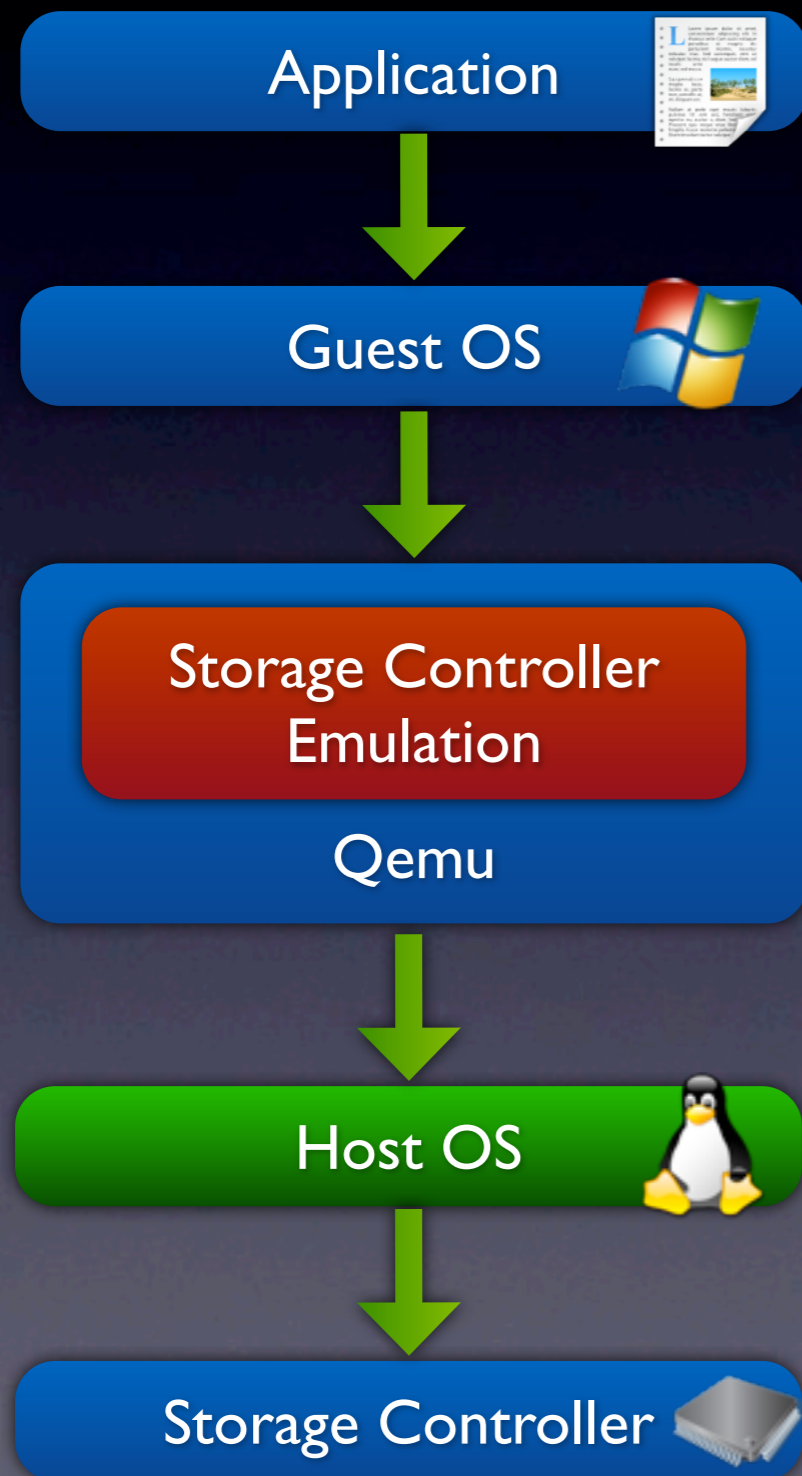 Application
Guest OS
Storage Controller
Emulation
Qemu
Host OS
Storage Controller